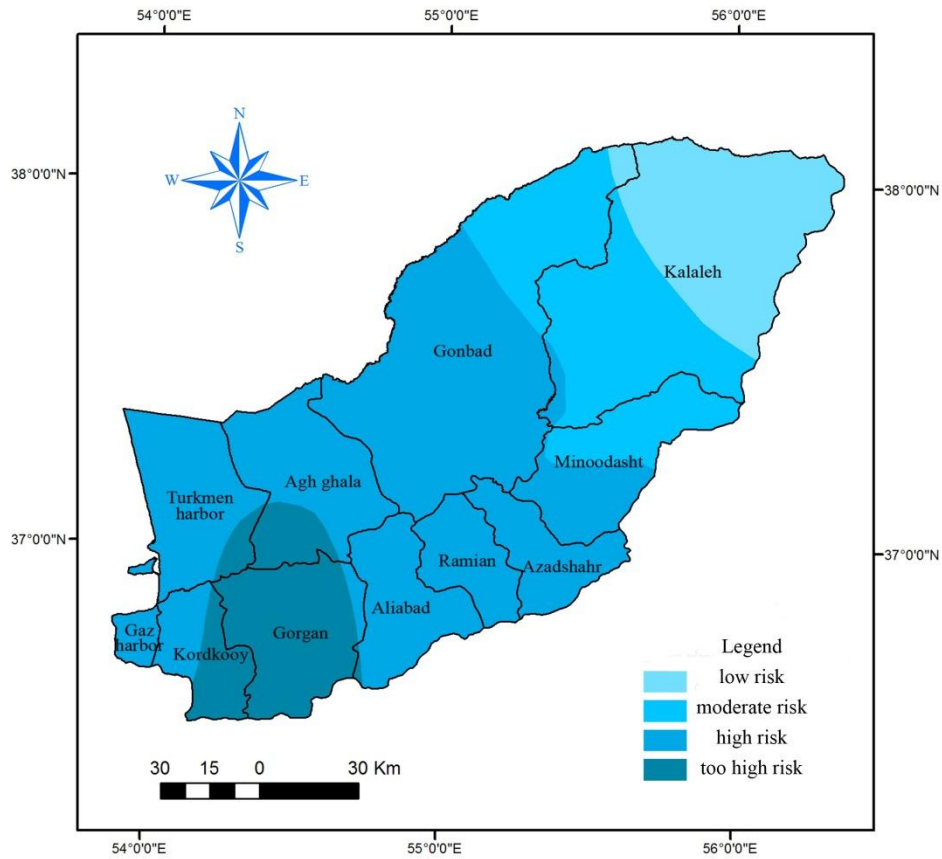 54°0'0"E
55°0'0"E
56°0'0"E
N
W
E
S
38°0'0"N
38°0'0"N
Kalaleh
Gonbad
Minoodasht
Agh ghala
Turkmen
harbor
37°0'0"N
37°0'0"N
Ramian
Azadshahr
Aliabad
Gaz
harbor
Gorgan
Kordkooy
Legend
low risk
moderate risk
high risk
too high risk
30 15 0 30 Km
54°0'0"E
55°0'0"E
56°0'0"E